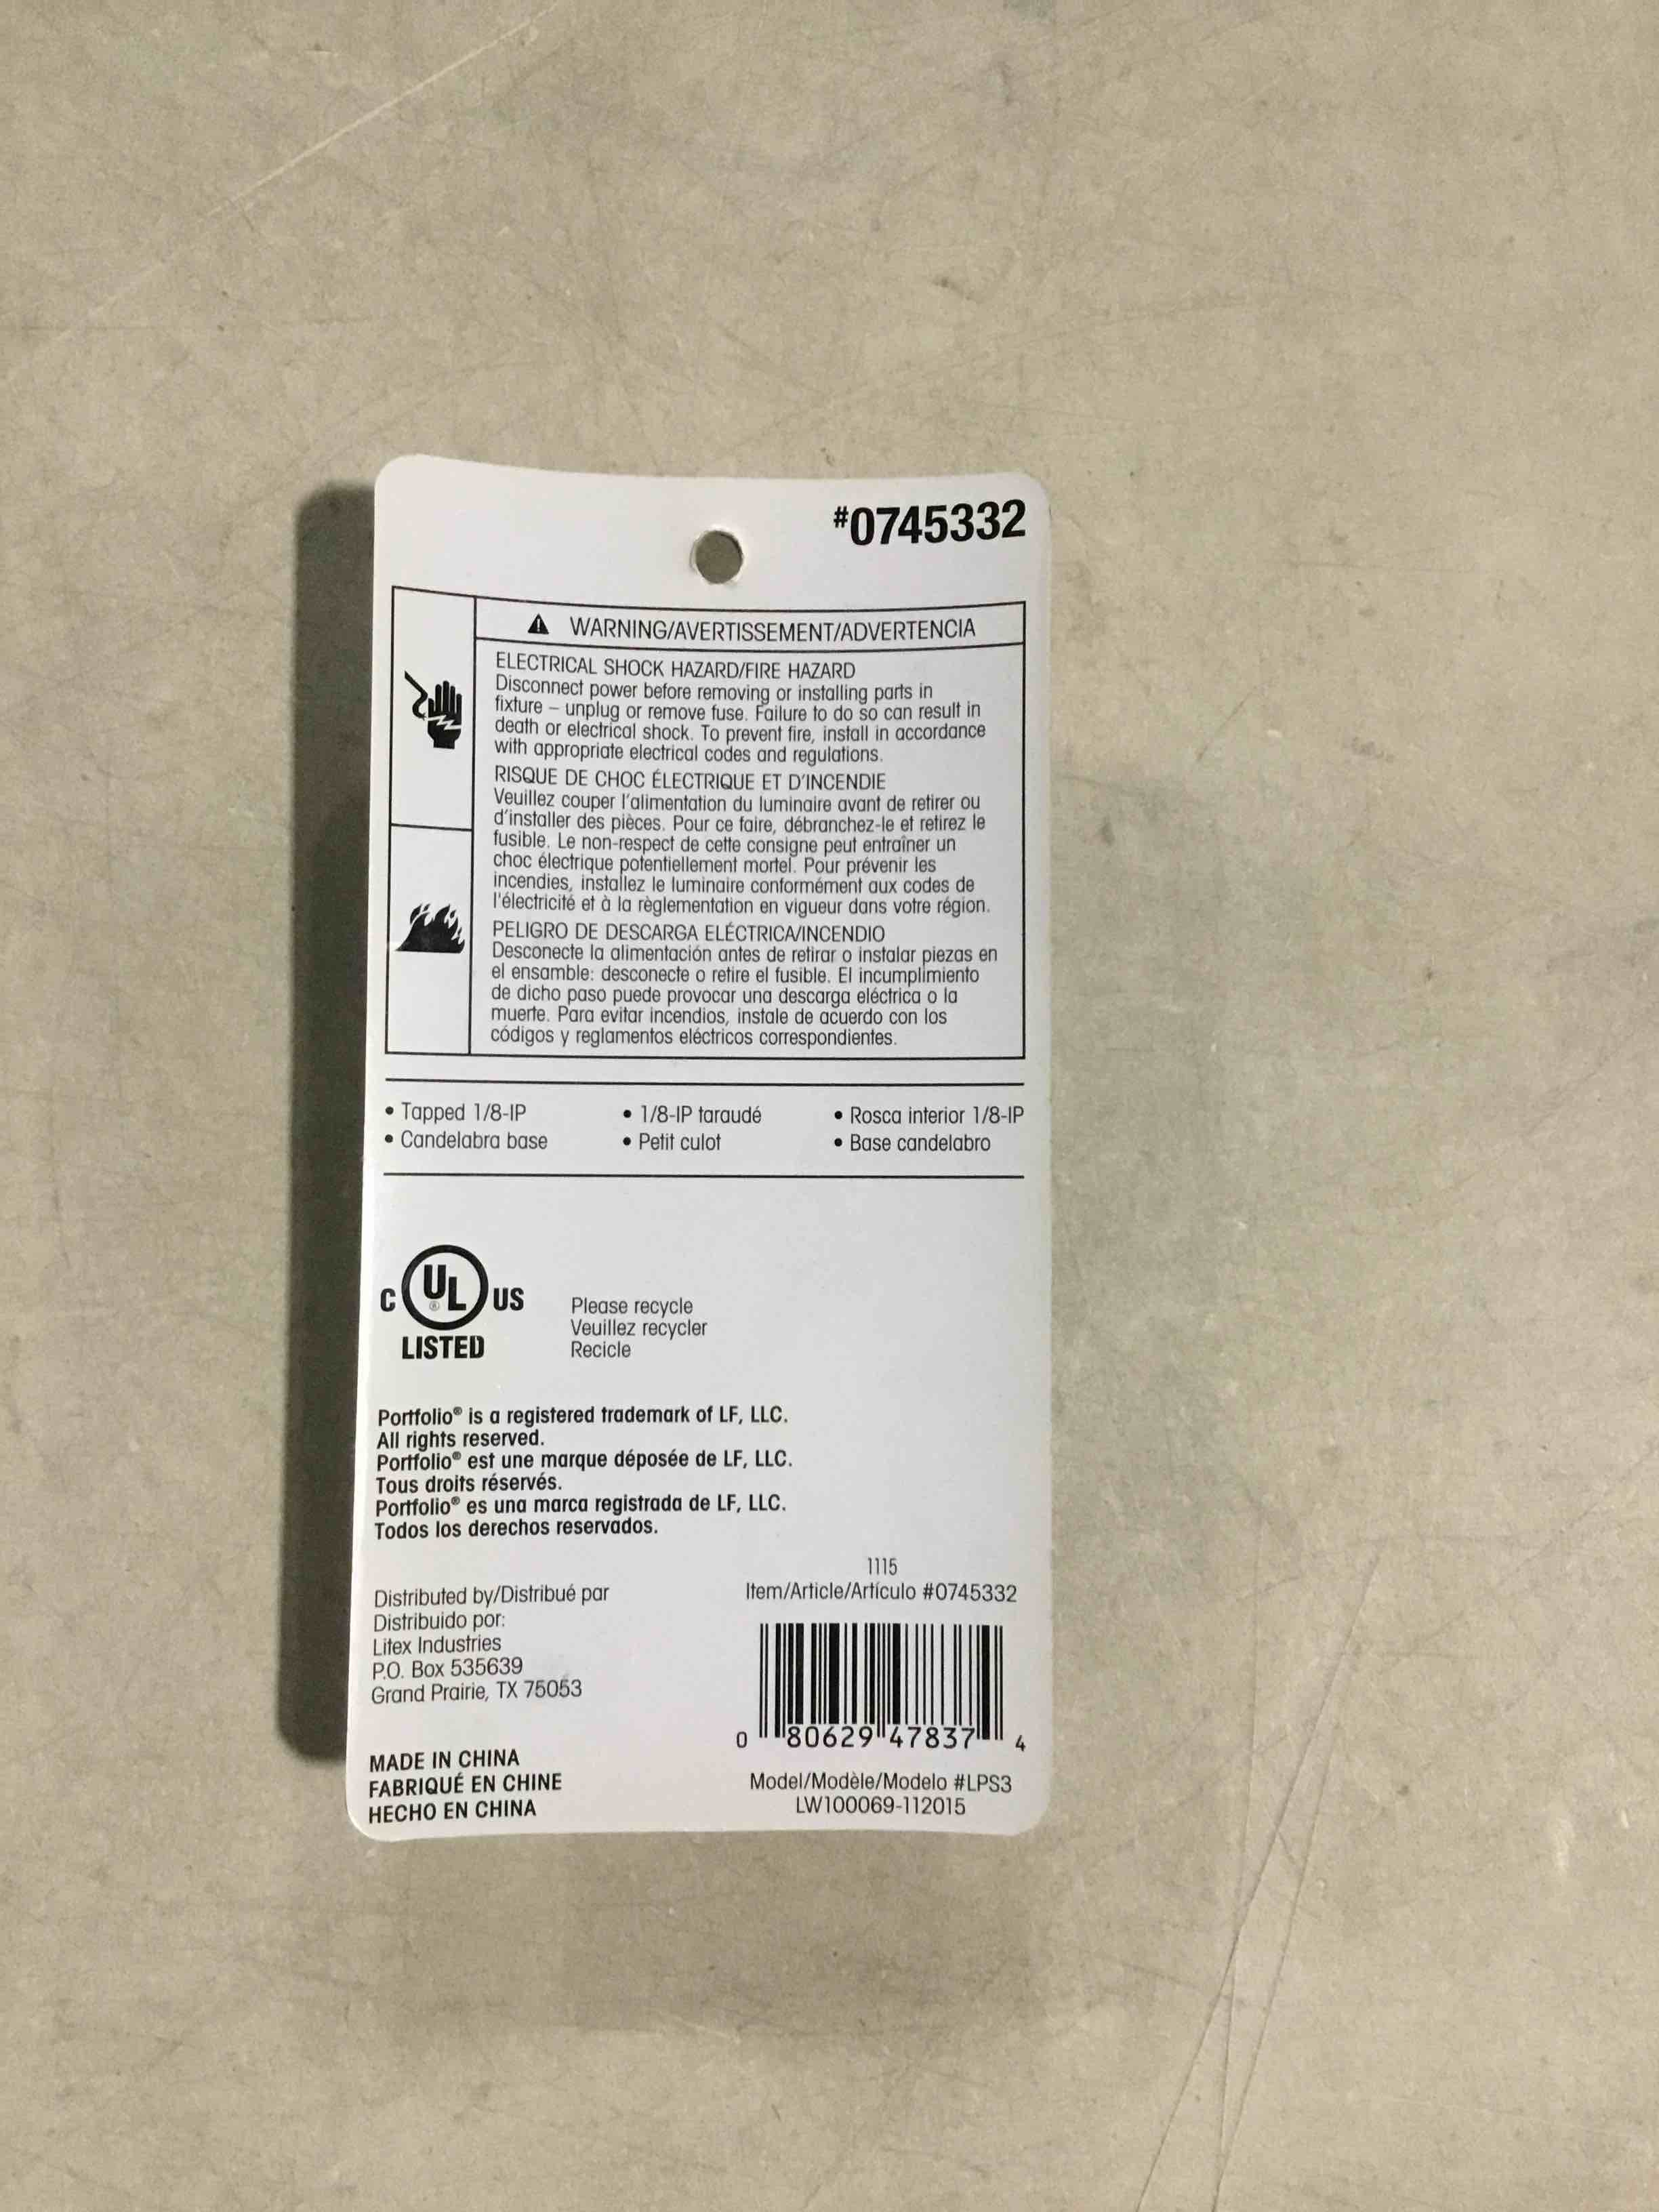 #0745332
WARNING/AVERTISSEMENT/ADVERTENCIA
ELECTRICAL SHOCK HAZARD/FIRE HAZARD
Disconnect power before removing or installing parts in
fixture – unplug or remove fuse. Failure to do so can result in
death or electrical shock. To prevent fire, install in accordance
with appropriate electrical codes and regulations.
RISQUE DE CHOC ÉLECTRIQUE ET D'INCENDIE
Veuillez couper l'alimentation du luminaire avant de retirer ou
d'installer des pièces. Pour ce faire, débranchez-le et retirez le
fusible. Le non-respect de cette consigne peut entraîner un
choc électrique potentiellement mortel. Pour prévenir les
incendies, installez le luminaire conformément aux codes de
l'électricité et à la règlementation en vigueur dans votre région.
PELIGRO DE DESCARGA ELÉCTRICA/INCENDIO
Desconecte la alimentación antes de retirar o instalar piezas en
el ensamble: desconecte o retire el fusible. El incumplimiento
de dicho paso puede provocar una descarga eléctrica o la
muerte. Para evitar incendios, instale de acuerdo con los
códigos y reglamentos eléctricos correspondientes.
• Tapped 1/8-IP
• Candelabra base
• 1/8-IP taraudé
• Petit culot
• Rosca interior 1/8-IP
• Base candelabro
C UL® US
LISTED
Please recycle
Veuillez recycler
Recicle
Portfolio® is a registered trademark of LF, LLC.
All rights reserved.
Portfolio® est une marque déposée de LF, LLC.
Tous droits réservés.
Portfolio® es una marca registrada de LF, LLC.
Todos los derechos reservados.
Distributed by/Distribué par
Distribuido por:
Litex Industries
P.O. Box 535639
Grand Prairie, TX 75053
MADE IN CHINA
FABRIQUÉ EN CHINE
HECHO EN CHINA
1115
Item/Article/Artículo #0745332
0 80629 47837 4
Model/Modèle/Modelo #LPS3
LW100069-112015